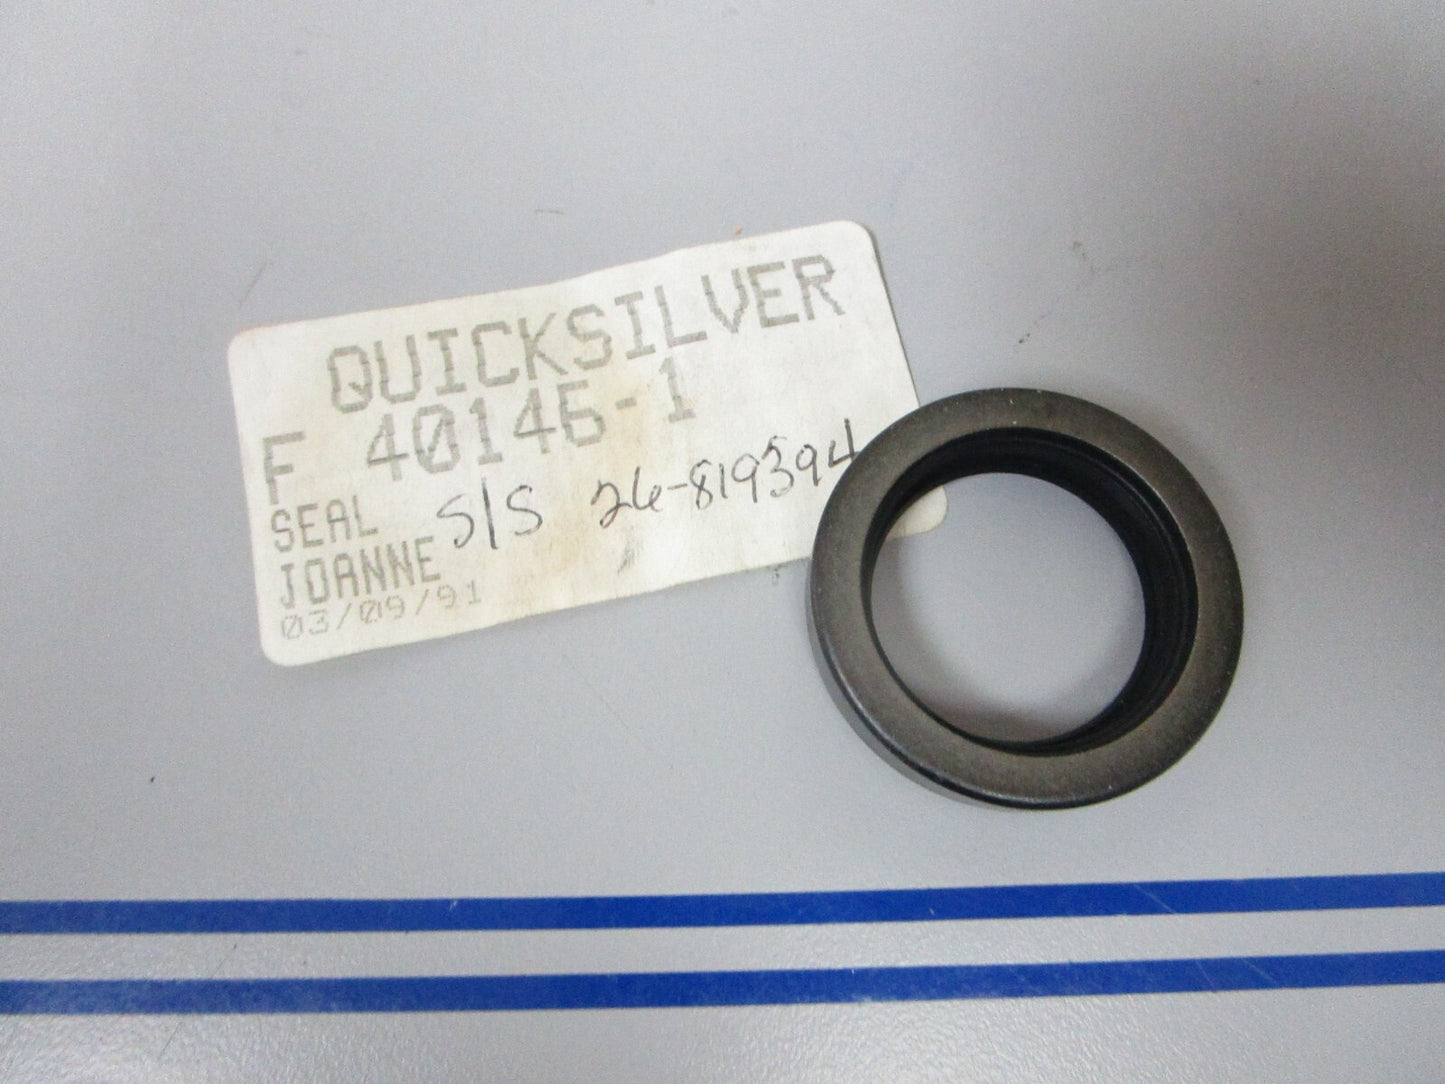 QUICKSILVER
F 40146-1
SEAL S/S 26-819394
JOANNE
03/09/91